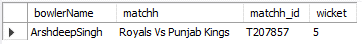 bowlerName matchh matchh_id wicket
ArshdeepSingh Royals Vs Punjab Kings T207857 5